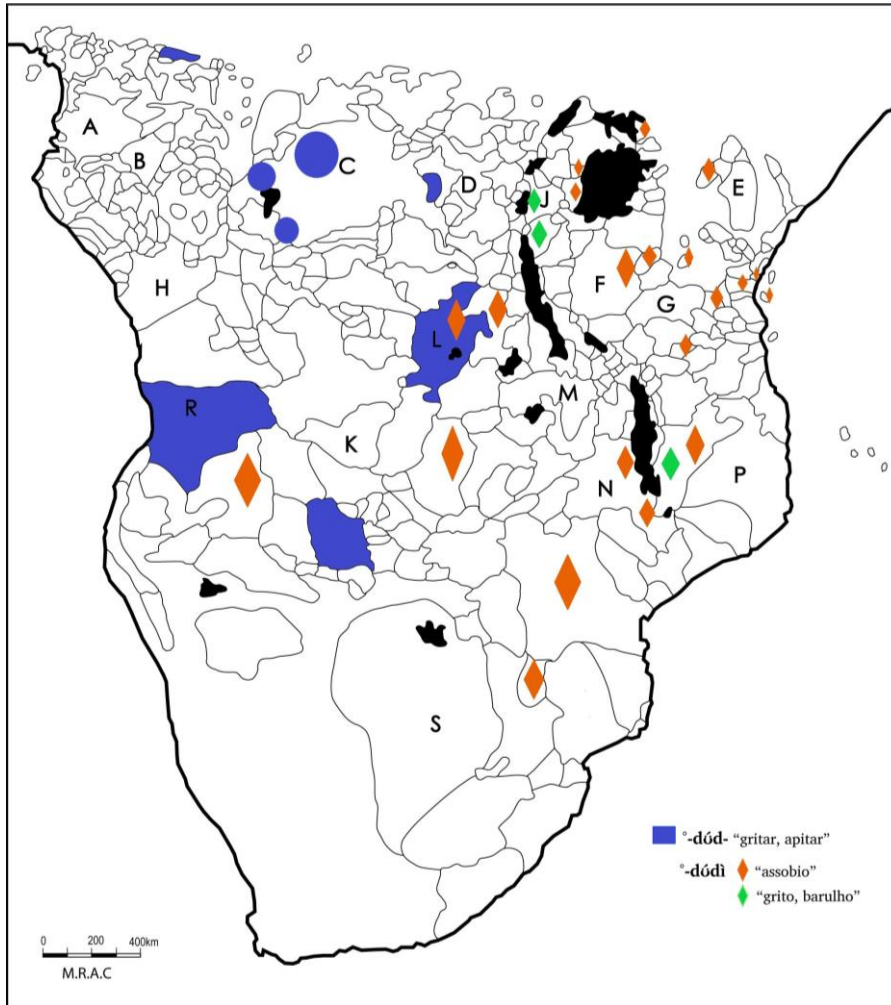 A
B
C
D
J
E
H
F
G
L
M
R
K
N
P
S
°-dód- “gritar, apitar”
°-dódì “assobio”
“grito, barulho”
0 200 400km
M.R.A.C